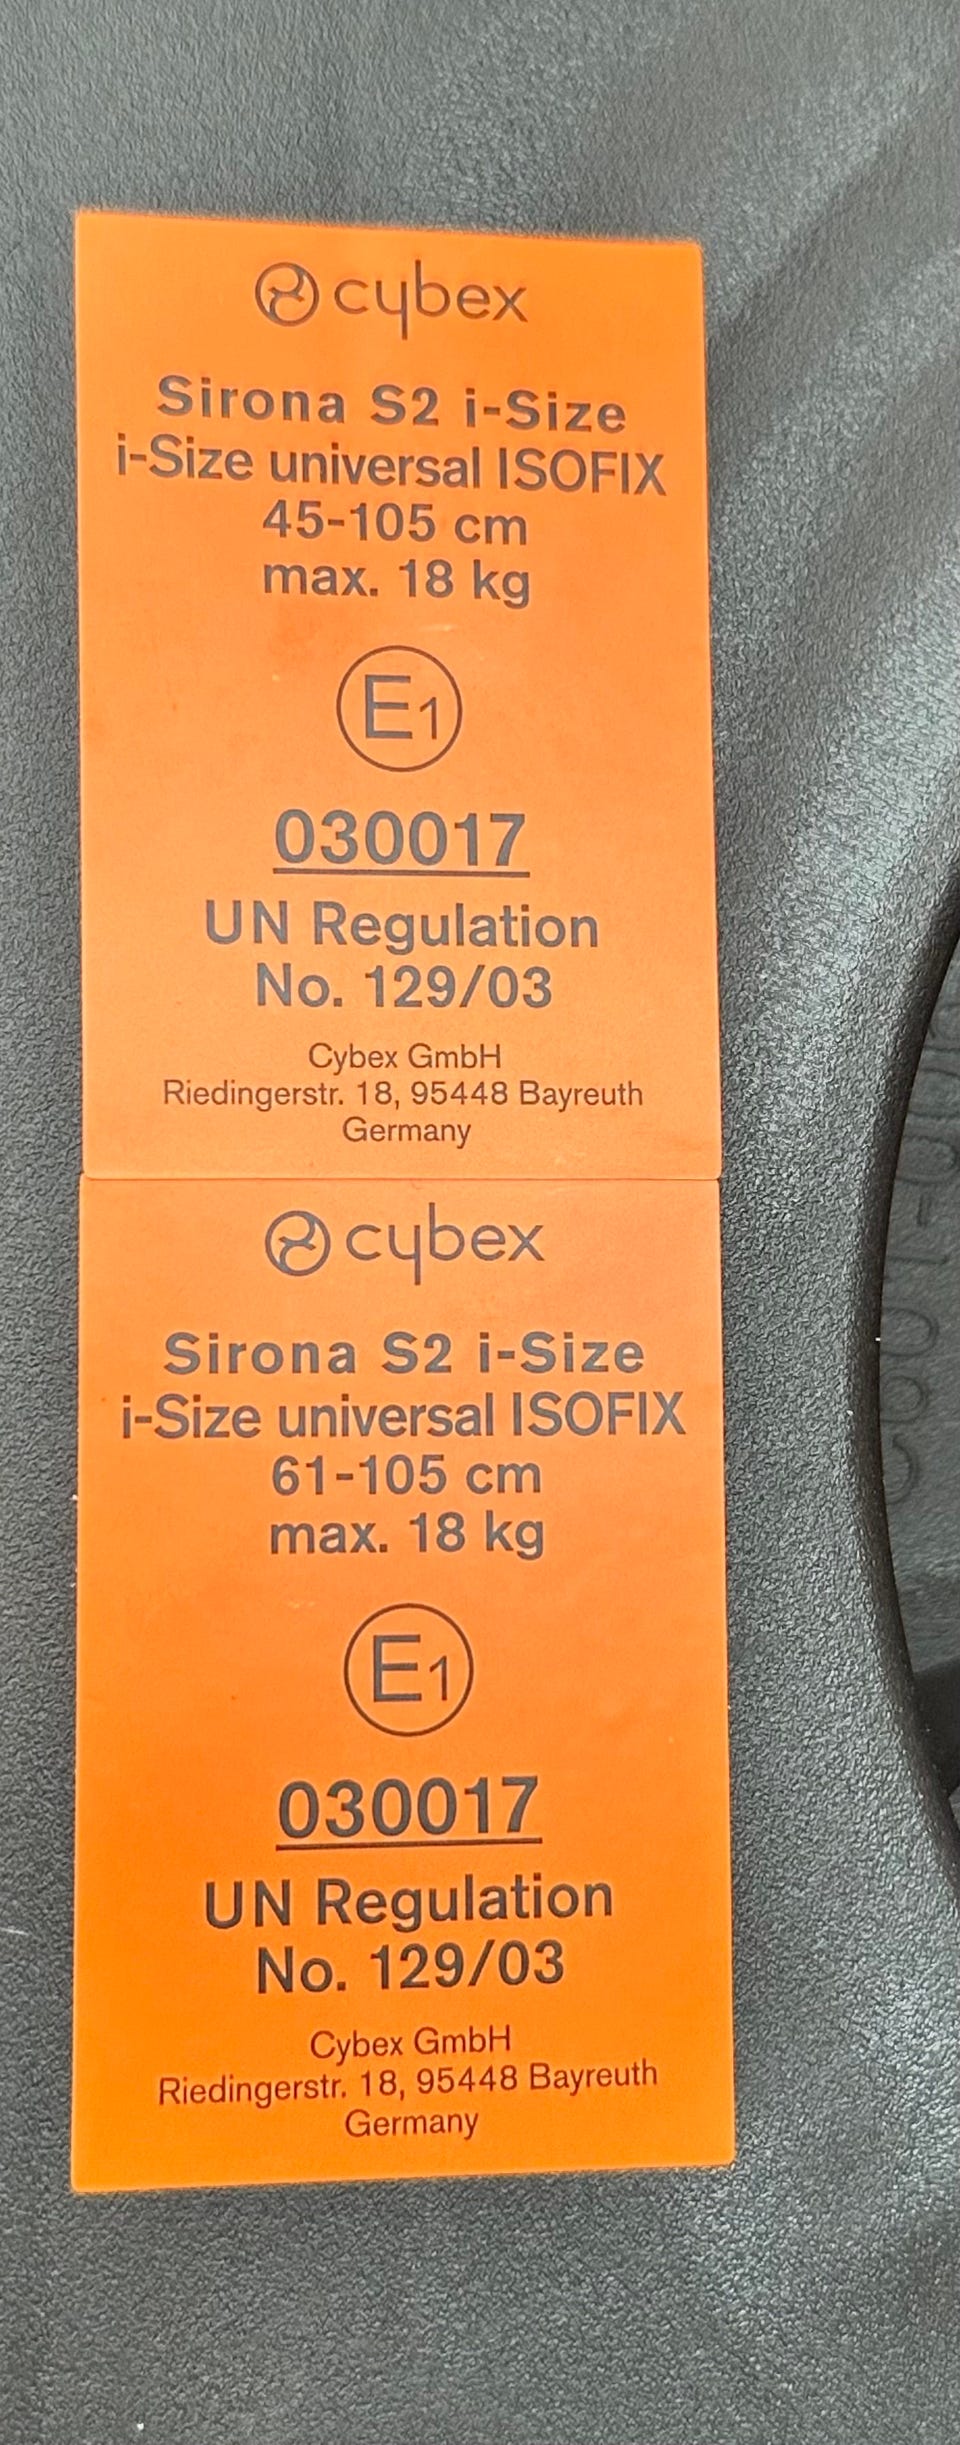 cybex
Sirona S2 i-Size
i-Size universal ISOFIX
45-105 cm
max. 18 kg
E1
030017
UN Regulation
No. 129/03
Cybex GmbH
Riedingerstr. 18, 95448 Bayreuth
Germany
cybex
Sirona S2 i-Size
i-Size universal ISOFIX
61-105 cm
max. 18 kg
E1
030017
UN Regulation
No. 129/03
Cybex GmbH
Riedingerstr. 18, 95448 Bayreuth
Germany